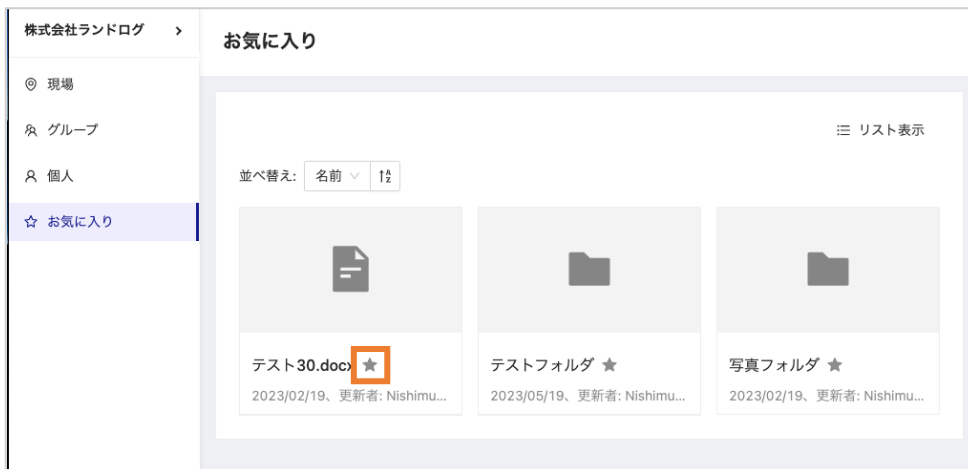 株式会社ランドログ
お気に入り
現場
グループ
個人
お気に入り
リスト表示
並べ替え: 名前
テスト30.docx
2023/02/19、更新者: Nishimu...
テストフォルダ
2023/05/19、更新者: Nishimu...
写真フォルダ
2023/02/19、更新者: Nishimu...